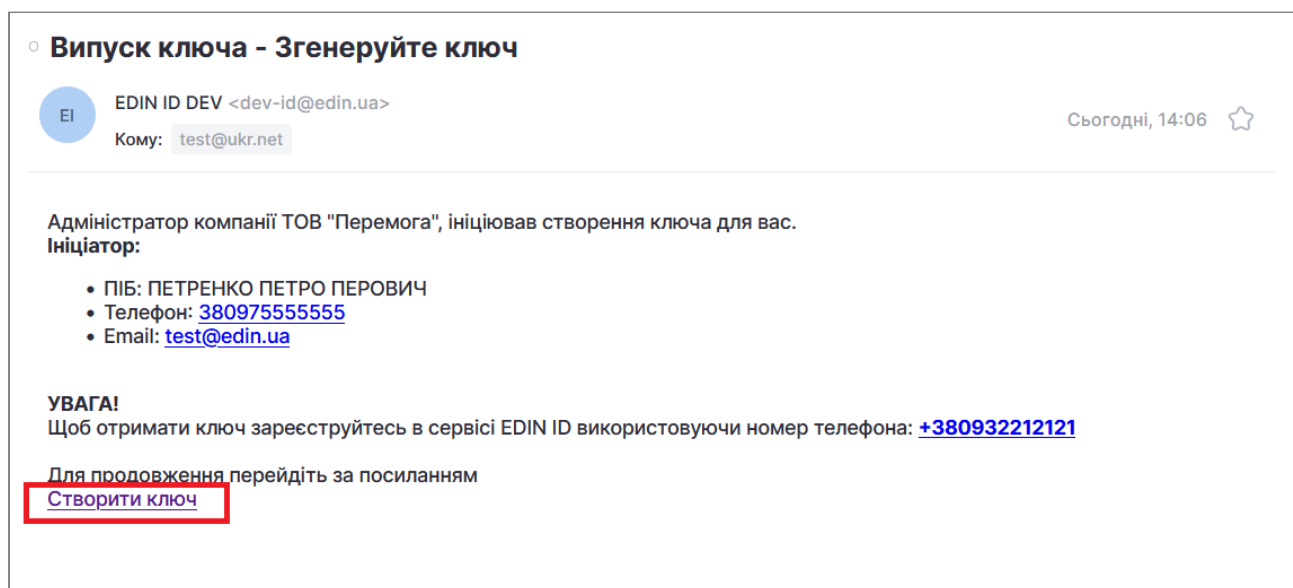 Випуск ключа - Згенеруйте ключ
EI
EDIN ID DEV <dev-id@edin.ua>
Кому: test@ukr.net
Сьогодні, 14:06
Адміністратор компанії ТОВ "Перемога", ініціював створення ключа для вас.
Ініціатор:
• ПІБ: ПЕТРЕНКО ПЕТРО ПЕРОВИЧ
• Телефон: 380975555555
• Email: test@edin.ua
УВАГА!
Щоб отримати ключ зареєструйтесь в сервісі EDIN ID використовуючи номер телефона: +380932212121
Для продовження перейдіть за посиланням
Створити ключ